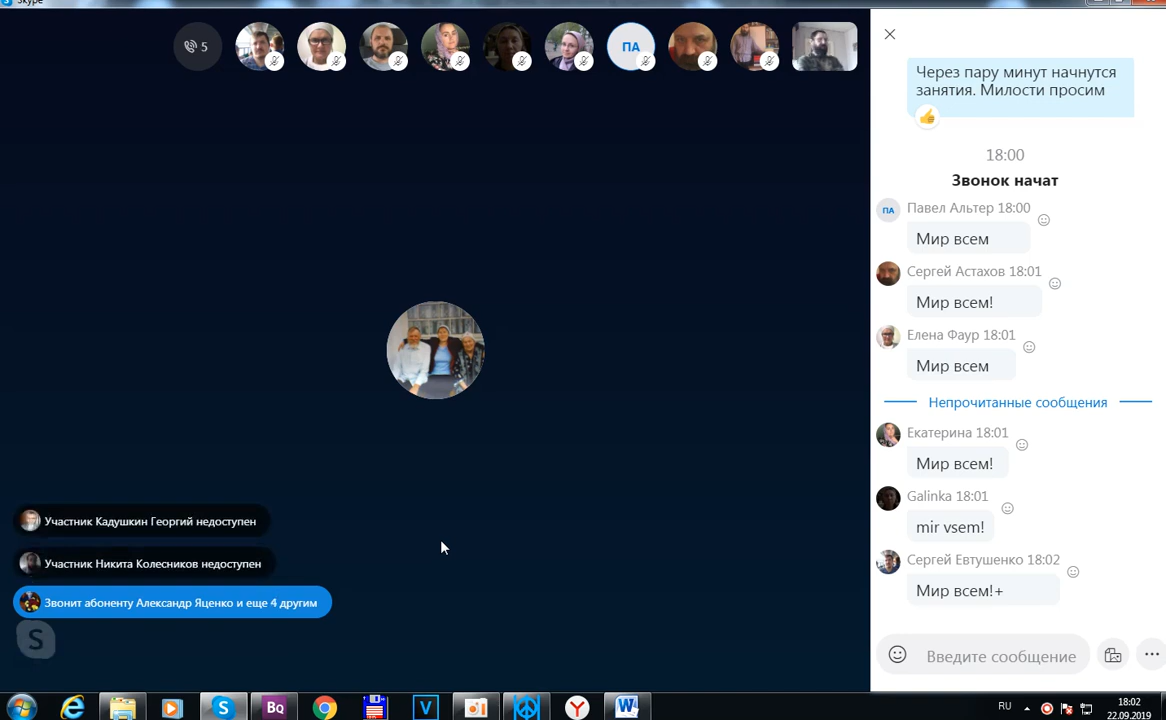 Skype
5
ПА
Через пару минут начнутся
занятия. Милости просим
18:00
Звонок начат
ПА
Павел Альтер 18:00
Мир всем
Сергей Астахов 18:01
Мир всем!
Елена Фаур 18:01
Мир всем
Непрочитанные сообщения
Екатерина 18:01
Мир всем!
Galinka 18:01
mir vsem!
Сергей Евтушенко 18:02
Мир всем!+
Введите сообщение
Участник Кадушкин Георгий недоступен
Участник Никита Колесников недоступен
Звонит абоненту Александр Яценко и еще 4 другим
S
S
Bq
V
Y
W
RU
18:02
22.09.2019